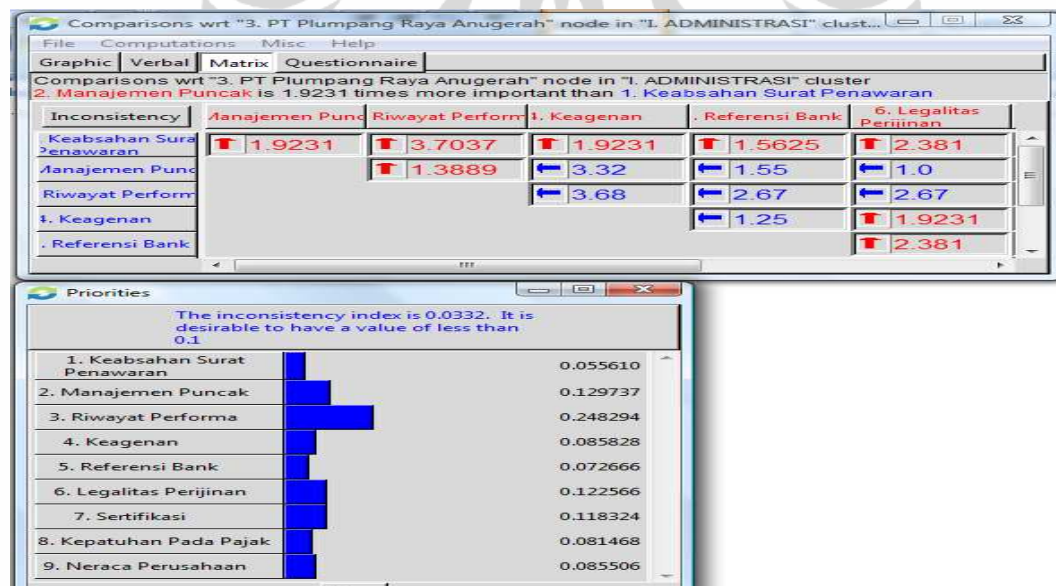 Comparisons wrt "3. PT Plumpang Raya Anugerah" node in "I. ADMINISTRASI" clust...
File Computations Misc Help
Graphic Verbal Matrix Questionnaire
Comparisons wrt "3. PT Plumpang Raya Anugerah" node in "I. ADMINISTRASI" cluster
2. Manajemen Puncak is 1.9231 times more important than 1. Keabsahan Surat Penawaran
Inconsistency Manajemen Punc Riwayat Perform 4. Keagenan . Referensi Bank 6. Legalitas
Perijinan
Keabsahan Sura 1.9231 3.7037 1.9231 1.5625 2.381
Penawaran
Manajemen Punc 1.3889 3.32 1.55 1.0
Riwayat Perform 3.68 2.67 2.67
4. Keagenan 1.25 1.9231
. Referensi Bank 2.381
Priorities
The inconsistency index is 0.0332. It is
desirable to have a value of less than
0.1
1. Keabsahan Surat 0.055610
Penawaran
2. Manajemen Puncak 0.129737
3. Riwayat Performa 0.248294
4. Keagenan 0.085828
5. Referensi Bank 0.072666
6. Legalitas Perijinan 0.122566
7. Sertifikasi 0.118324
8. Kepatuhan Pada Pajak 0.081468
9. Neraca Perusahaan 0.085506